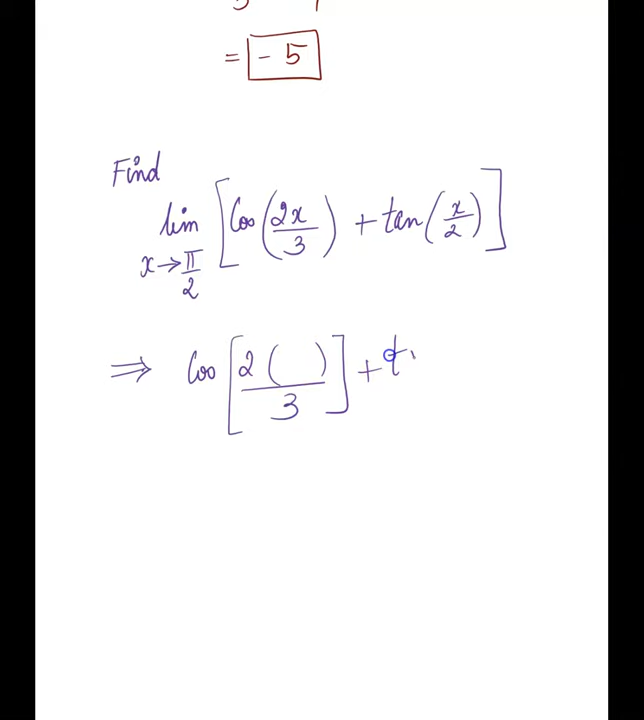 = - 5
Find
lim x→π/2 [Cos(2x/3) + tan(x/2)]
⇒ Cos[2( )/3] + t